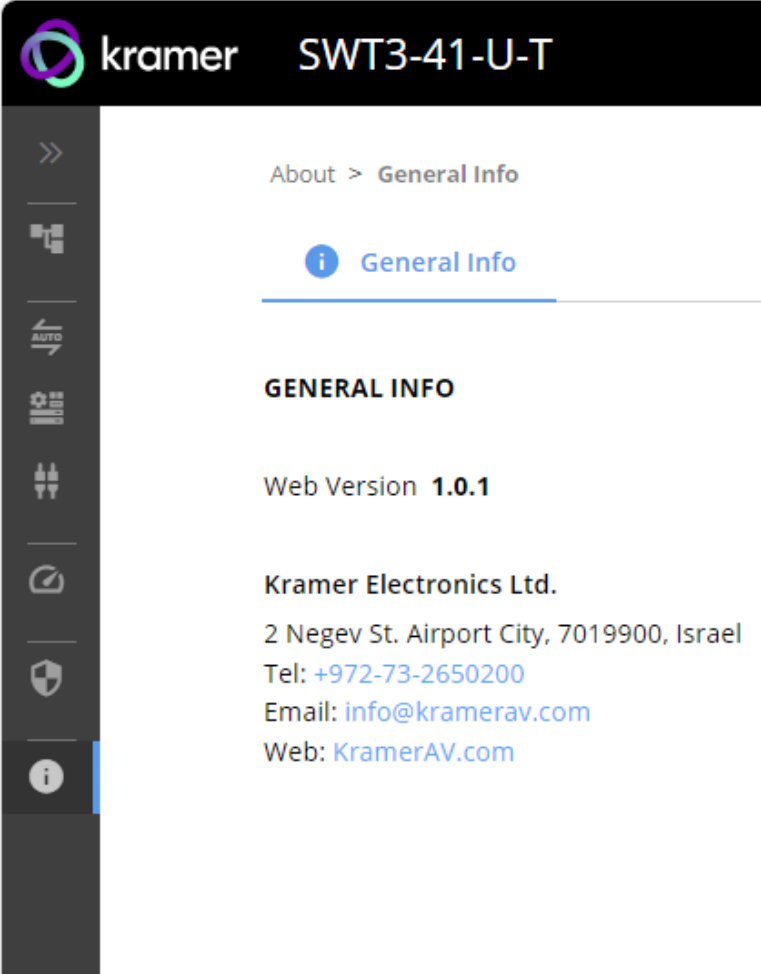 kramer SWT3-41-U-T
About > General Info
General Info
AUTO
GENERAL INFO
Web Version 1.0.1
Kramer Electronics Ltd.
2 Negev St. Airport City, 7019900, Israel
Tel: +972-73-2650200
Email: info@kramerav.com
Web: KramerAV.com